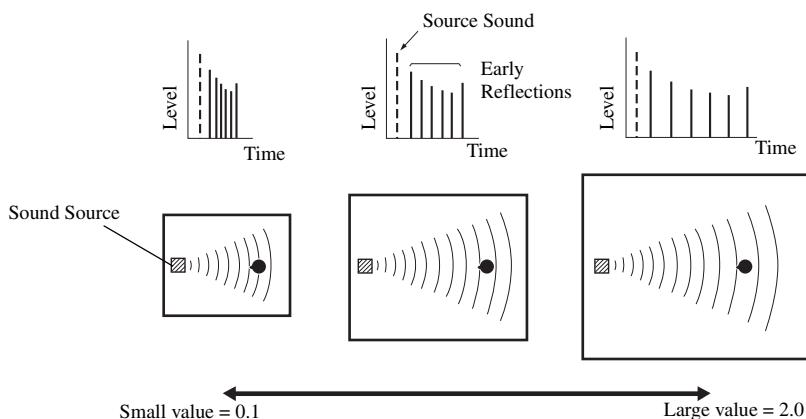 Source Sound
Early
Reflections
Level
Time
Level
Time
Level
Time
Sound Source
Small value = 0.1
Large value = 2.0